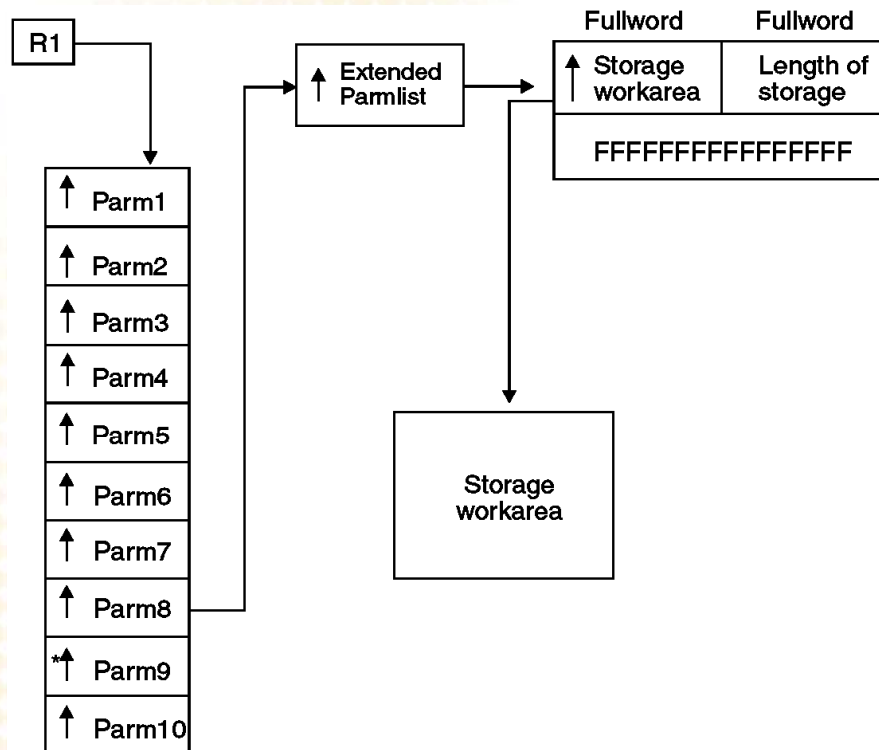 R1
Parm1
Parm2
Parm3
Parm4
Parm5
Parm6
Parm7
Parm8
*Parm9
Parm10
Extended
Parmlist
Fullword
Fullword
Storage
workarea
Length of
storage
FFFFFFFFFFFFFFFF
Storage
workarea